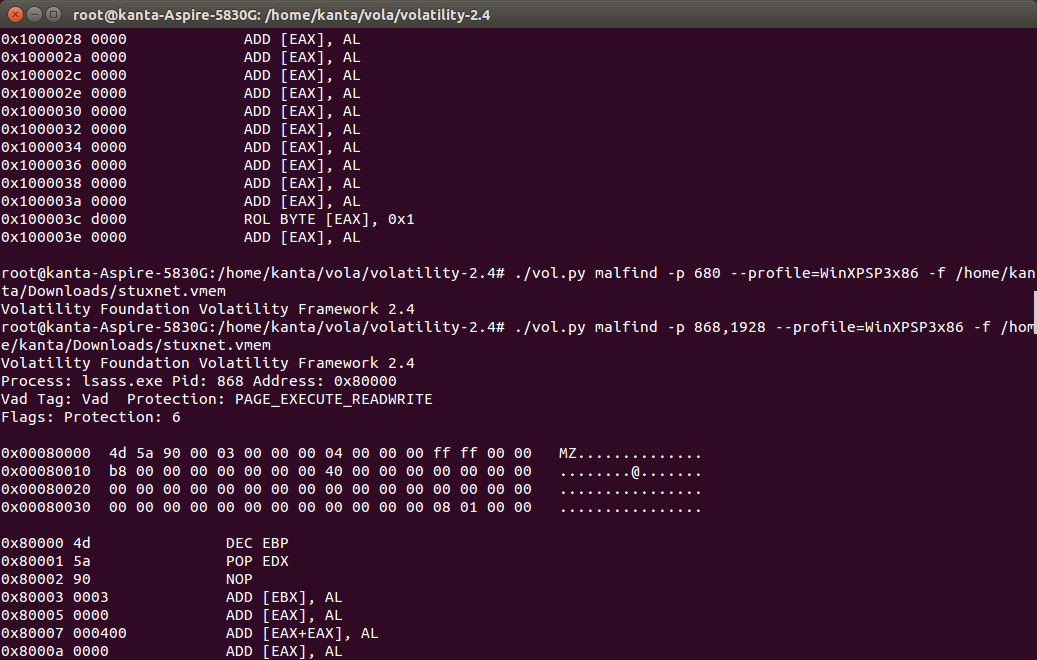 root@kanta-Aspire-5830G: /home/kanta/vola/volatility-2.4
0x1000028 0000             ADD [EAX], AL
0x100002a 0000             ADD [EAX], AL
0x100002c 0000             ADD [EAX], AL
0x100002e 0000             ADD [EAX], AL
0x1000030 0000             ADD [EAX], AL
0x1000032 0000             ADD [EAX], AL
0x1000034 0000             ADD [EAX], AL
0x1000036 0000             ADD [EAX], AL
0x1000038 0000             ADD [EAX], AL
0x100003a 0000             ADD [EAX], AL
0x100003c d000             ROL BYTE [EAX], 0x1
0x100003e 0000             ADD [EAX], AL
root@kanta-Aspire-5830G:/home/kanta/vola/volatility-2.4# ./vol.py malfind -p 680 --profile=WinXPSP3x86 -f /home/kan
ta/Downloads/stuxnet.vmem
Volatility Foundation Volatility Framework 2.4
root@kanta-Aspire-5830G:/home/kanta/vola/volatility-2.4# ./vol.py malfind -p 868,1928 --profile=WinXPSP3x86 -f /hom
e/kanta/Downloads/stuxnet.vmem
Volatility Foundation Volatility Framework 2.4
Process: lsass.exe Pid: 868 Address: 0x80000
Vad Tag: Vad  Protection: PAGE_EXECUTE_READWRITE
Flags: Protection: 6
0x00080000  4d 5a 90 00 03 00 00 00 04 00 00 00 ff ff 00 00   MZ..............
0x00080010  b8 00 00 00 00 00 00 00 40 00 00 00 00 00 00 00   ........@.......
0x00080020  00 00 00 00 00 00 00 00 00 00 00 00 00 00 00 00   ................
0x00080030  00 00 00 00 00 00 00 00 00 00 00 00 08 01 00 00   ................
0x80000 4d               DEC EBP
0x80001 5a               POP EDX
0x80002 90               NOP
0x80003 0003             ADD [EBX], AL
0x80005 0000             ADD [EAX], AL
0x80007 000400           ADD [EAX+EAX], AL
0x8000a 0000             ADD [EAX], AL